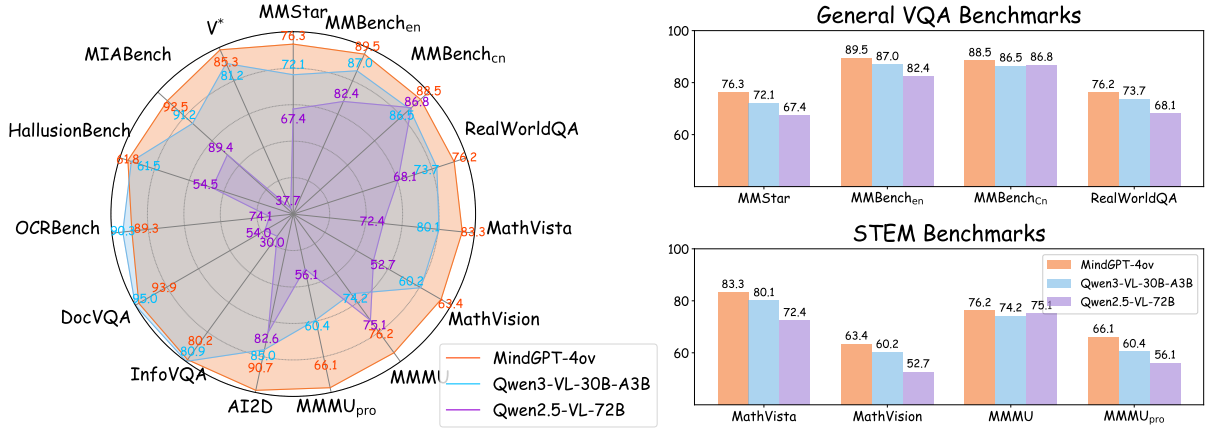 MMStar
76.3
72.1
67.4
MMBench_en
89.5
87.0
82.4
MMBench_cn
88.5
86.8
86.5
RealWorldQA
76.2
73.7
68.1
MathVista
83.3
80.1
72.4
MathVision
63.4
60.2
52.7
MMMU
76.2
75.1
74.2
MMMU_pro
66.1
60.4
56.1
AI2D
90.7
85.0
82.6
InfoVQA
80.2
80.9
30.0
DocVQA
93.9
95.0
54.0
OCRBench
90.3
89.3
74.1
HallusionBench
61.8
61.5
54.5
MIABench
92.5
91.2
89.4
V*
85.3
81.2
37.7
MindGPT-4ov
Qwen3-VL-30B-A3B
Qwen2.5-VL-72B
General VQA Benchmarks
100
80
60
76.3 72.1 67.4
89.5 87.0 82.4
88.5 86.5 86.8
76.2 73.7 68.1
MMStar MMBench_en MMBench_Cn RealWorldQA
STEM Benchmarks
100
80
60
MindGPT-4ov
Qwen3-VL-30B-A3B
Qwen2.5-VL-72B
83.3 80.1 72.4
63.4 60.2 52.7
76.2 74.2 75.1
66.1 60.4 56.1
MathVista MathVision MMMU MMMU_pro